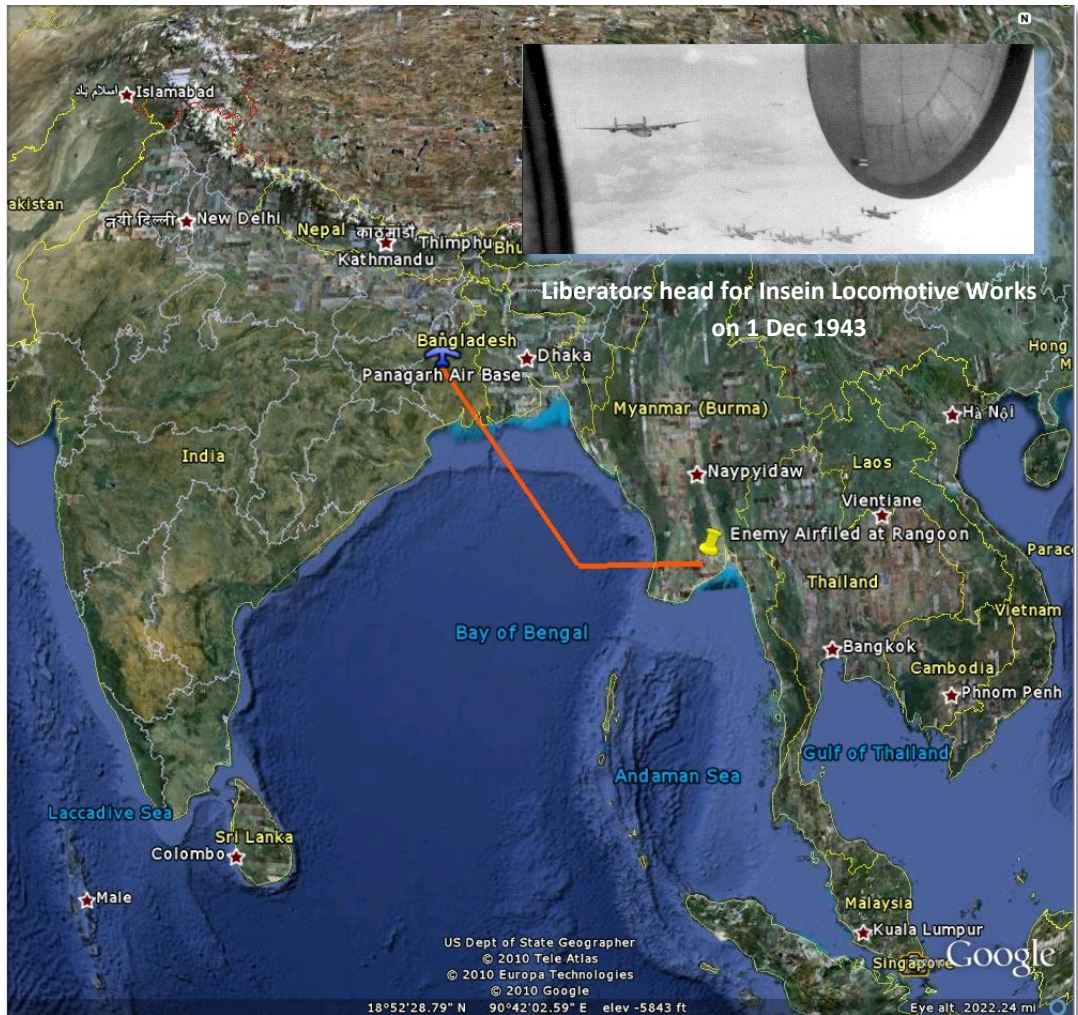 N
اسلام باد
Islamabad
akistan
नयी दिल्ली
New Delhi
Nepal
काठमांडौ
Kathmandu
Thimphu
Bhu
Liberators head for Insein Locomotive Works
on 1 Dec 1943
Bangladesh
Dhaka
Panagarh Air Base
Hong
M
Myanmar (Burma)
Hà Nội
India
Naypyidaw
Laos
Vientiane
Enemy Airfiled at Rangoon
Parace
Thailand
Vietnam
Bay of Bengal
Bangkok
Cambodia
Phnom Penh
Gulf of Thailand
Andaman Sea
Laccadive Sea
Sri Lanka
Colombo
Male
Malaysia
Kuala Lumpur
Singapore
US Dept of State Geographer
© 2010 Tele Atlas
© 2010 Europa Technologies
© 2010 Google
Google
18°52'28.79" N 90°42'02.59" E elev -5843 ft
Eye alt 2022.24 mi